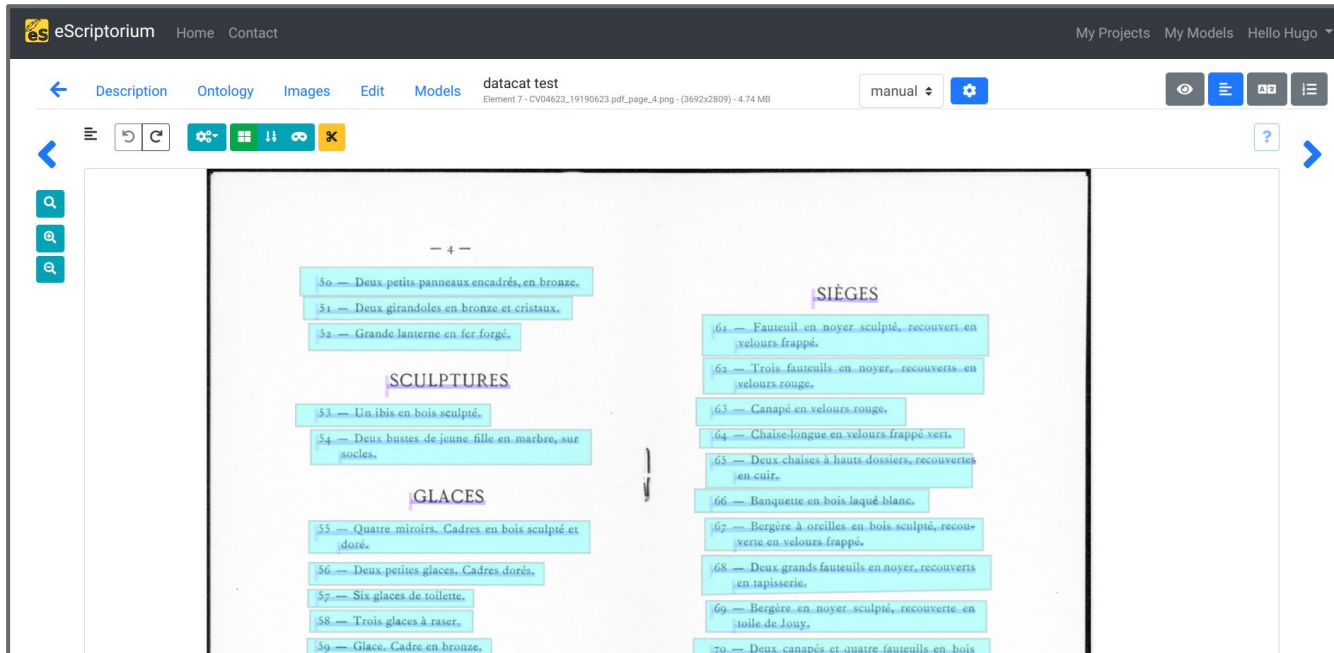 eScriptorium Home Contact My Projects My Models Hello Hugo
Description Ontology Images Edit Models datacat test manual
Element 7 - CV04623_19190623.pdf_page_4.png - (3692x2809) - 4.74 MB
?
— 4 —
50 — Deux petits panneaux encadrés, en bronze.
51 — Deux girandoles en bronze et cristaux.
52 — Grande lanterne en fer forgé.
SCULPTURES
53 — Un ibis en bois sculpté.
54 — Deux bustes de jeune fille en marbre, sur
socles.
GLACES
55 — Quatre miroirs. Cadres en bois sculpté et
doré.
56 — Deux petites glaces. Cadres dorés.
57 — Six glaces de toilette.
58 — Trois glaces à raser.
59 — Glace. Cadre en bronze.
SIÈGES
61 — Fauteuil en noyer sculpté, recouvert en
velours frappé.
62 — Trois fauteuils en noyer, recouverts en
velours rouge.
63 — Canapé en velours rouge.
64 — Chaise-longue en velours frappé vert.
65 — Deux chaises à hauts dossiers, recouvertes
en cuir.
66 — Banquette en bois laqué blanc.
67 — Bergère à oreilles en bois sculpté, recou-
verte en velours frappé.
68 — Deux grands fauteuils en noyer, recouverts
en tapisserie.
69 — Bergère en noyer sculpté, recouverte en
toile de Jouy.
70 — Deux canapés et quatre fauteuils en bois